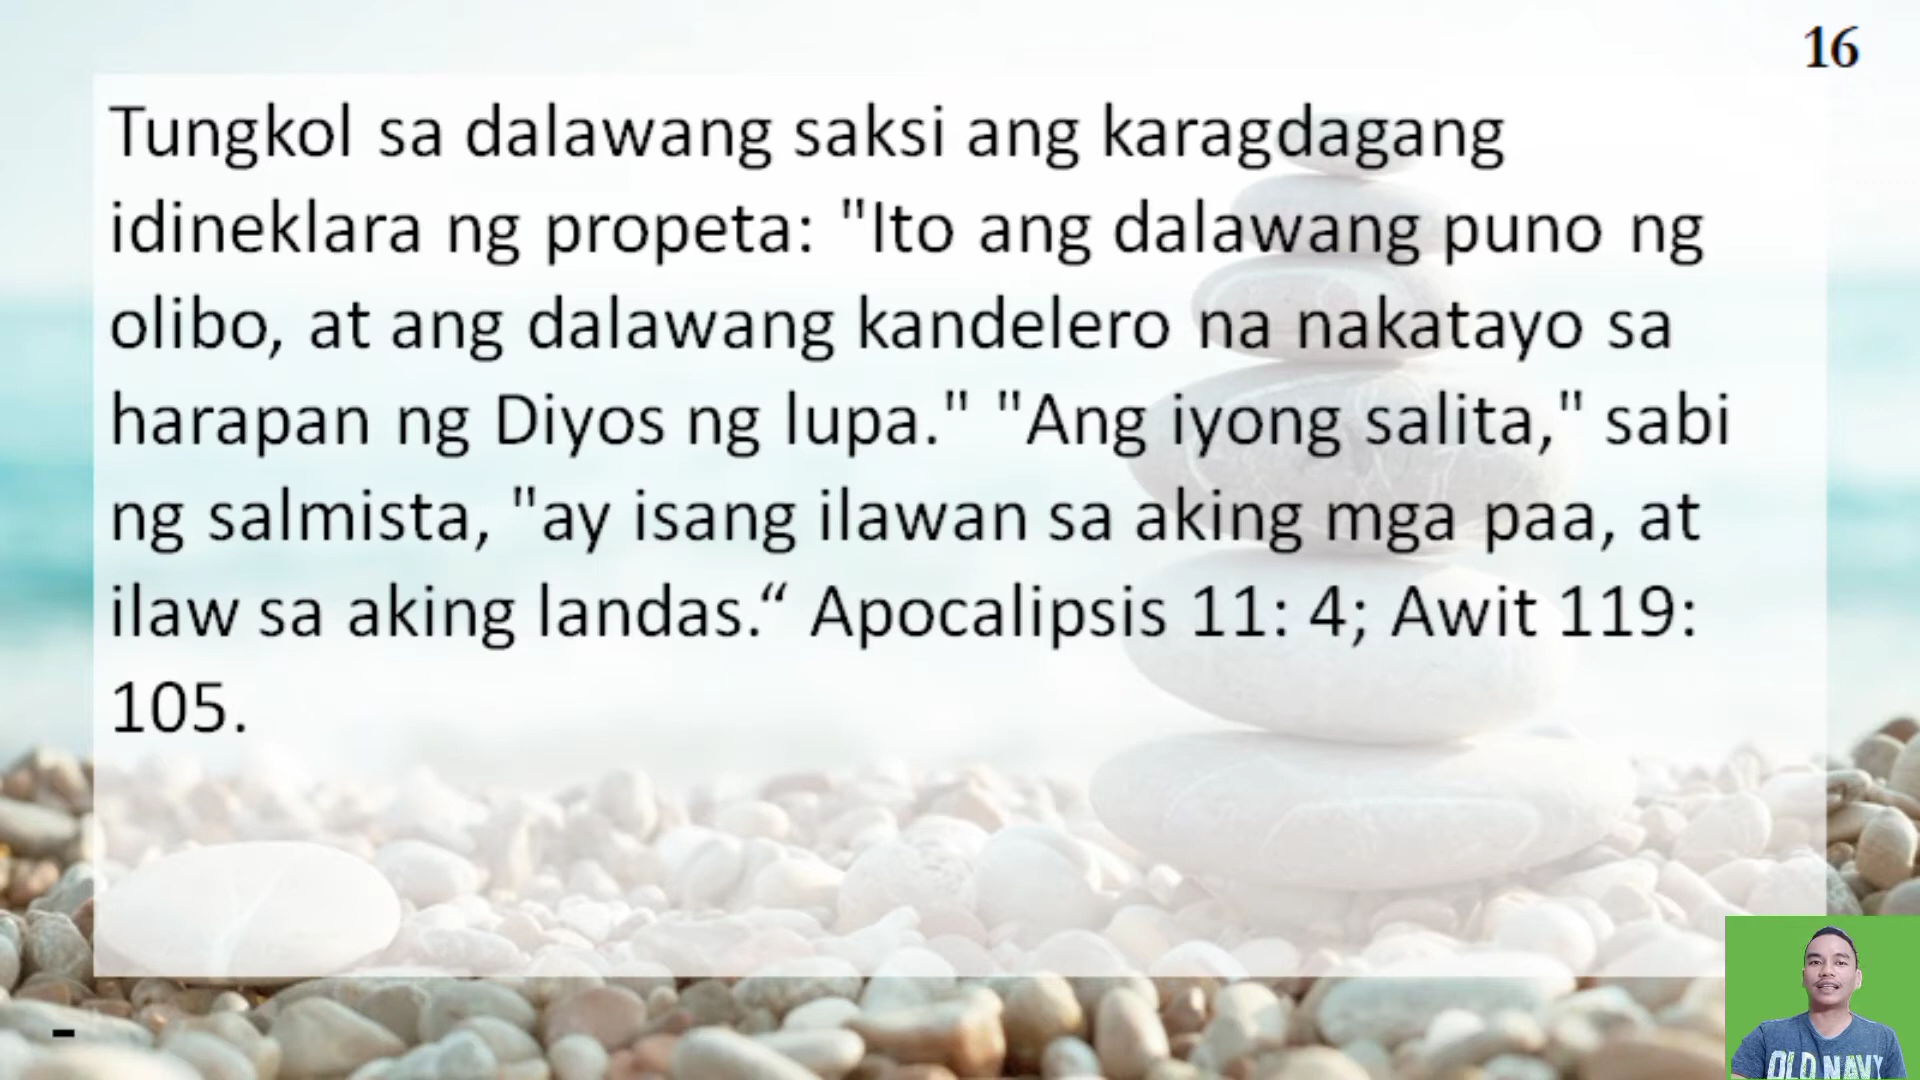 16
Tungkol sa dalawang saksi ang karagdagang
idineklara ng propeta: "Ito ang dalawang puno ng
olibo, at ang dalawang kandelero na nakatayo sa
harapan ng Diyos ng lupa." "Ang iyong salita," sabi
ng salmista, "ay isang ilawan sa aking mga paa, at
ilaw sa aking landas.“ Apocalipsis 11: 4; Awit 119:
105.
-
OLD NAVY